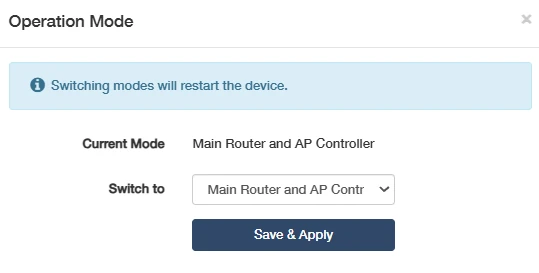 Operation Mode ×
Switching modes will restart the device.
Current Mode Main Router and AP Controller
Switch to Main Router and AP Contr
Save & Apply